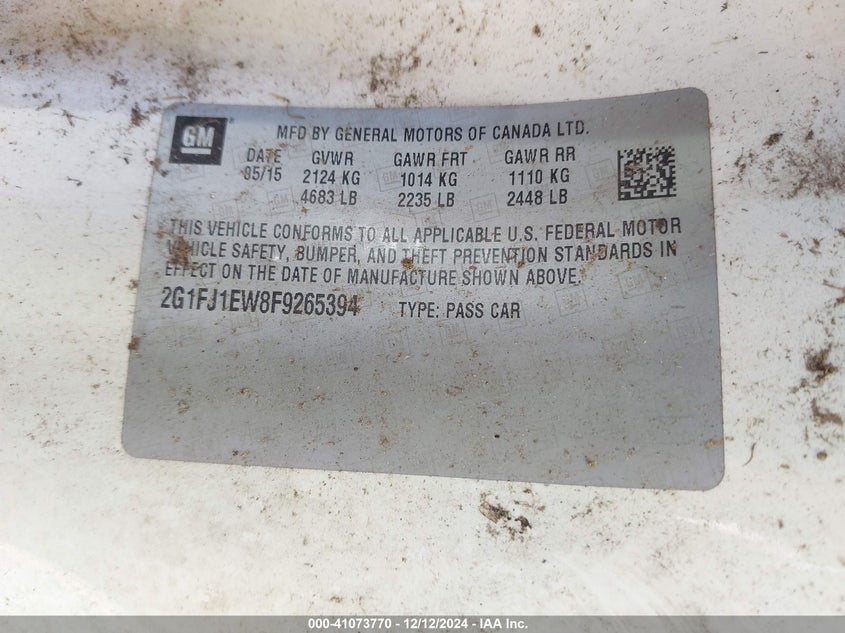 GM
MFD BY GENERAL MOTORS OF CANADA LTD.
DATE GVWR GAWR FRT GAWR RR
05/15 2124 KG 1014 KG 1110 KG
4683 LB 2235 LB 2448 LB
THIS VEHICLE CONFORMS TO ALL APPLICABLE U.S. FEDERAL MOTOR
VEHICLE SAFETY, BUMPER, AND THEFT PREVENTION STANDARDS IN
EFFECT ON THE DATE OF MANUFACTURE SHOWN ABOVE.
2G1FJ1EW8F9265394 TYPE: PASS CAR
000-41073770 - 12/12/2024 - IAA Inc.